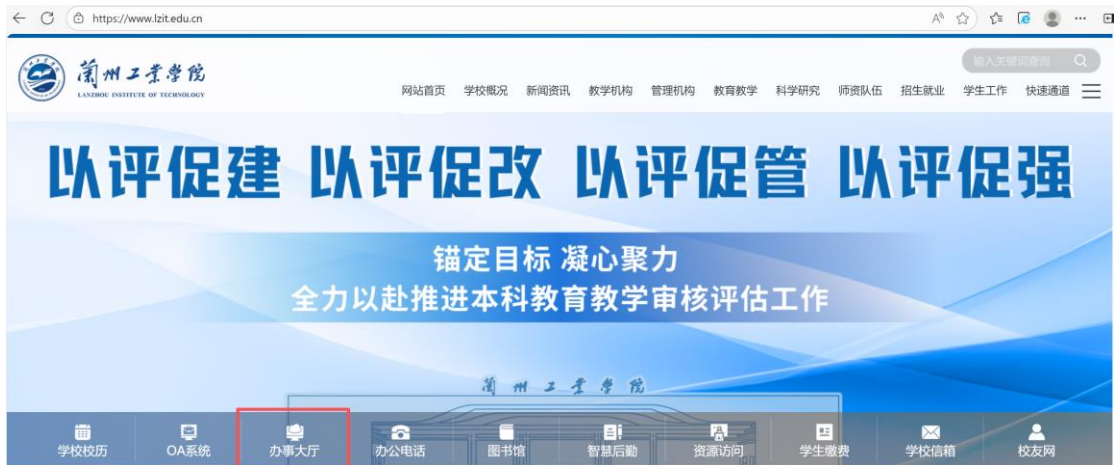 https://www.lzit.edu.cn
兰州工业学院
LANZHOU INSTITUTE OF TECHNOLOGY
输入关键词查询
网站首页 学校概况 新闻资讯 教学机构 管理机构 教育教学 科学研究 师资队伍 招生就业 学生工作 快速通道
以评促建 以评促改 以评促管 以评促强
锚定目标 凝心聚力
全力以赴推进本科教育教学审核评估工作
兰州工业学院
学校校历 OA系统 办事大厅 办公电话 图书馆 智慧后勤 资源访问 学生缴费 学校信箱 校友网